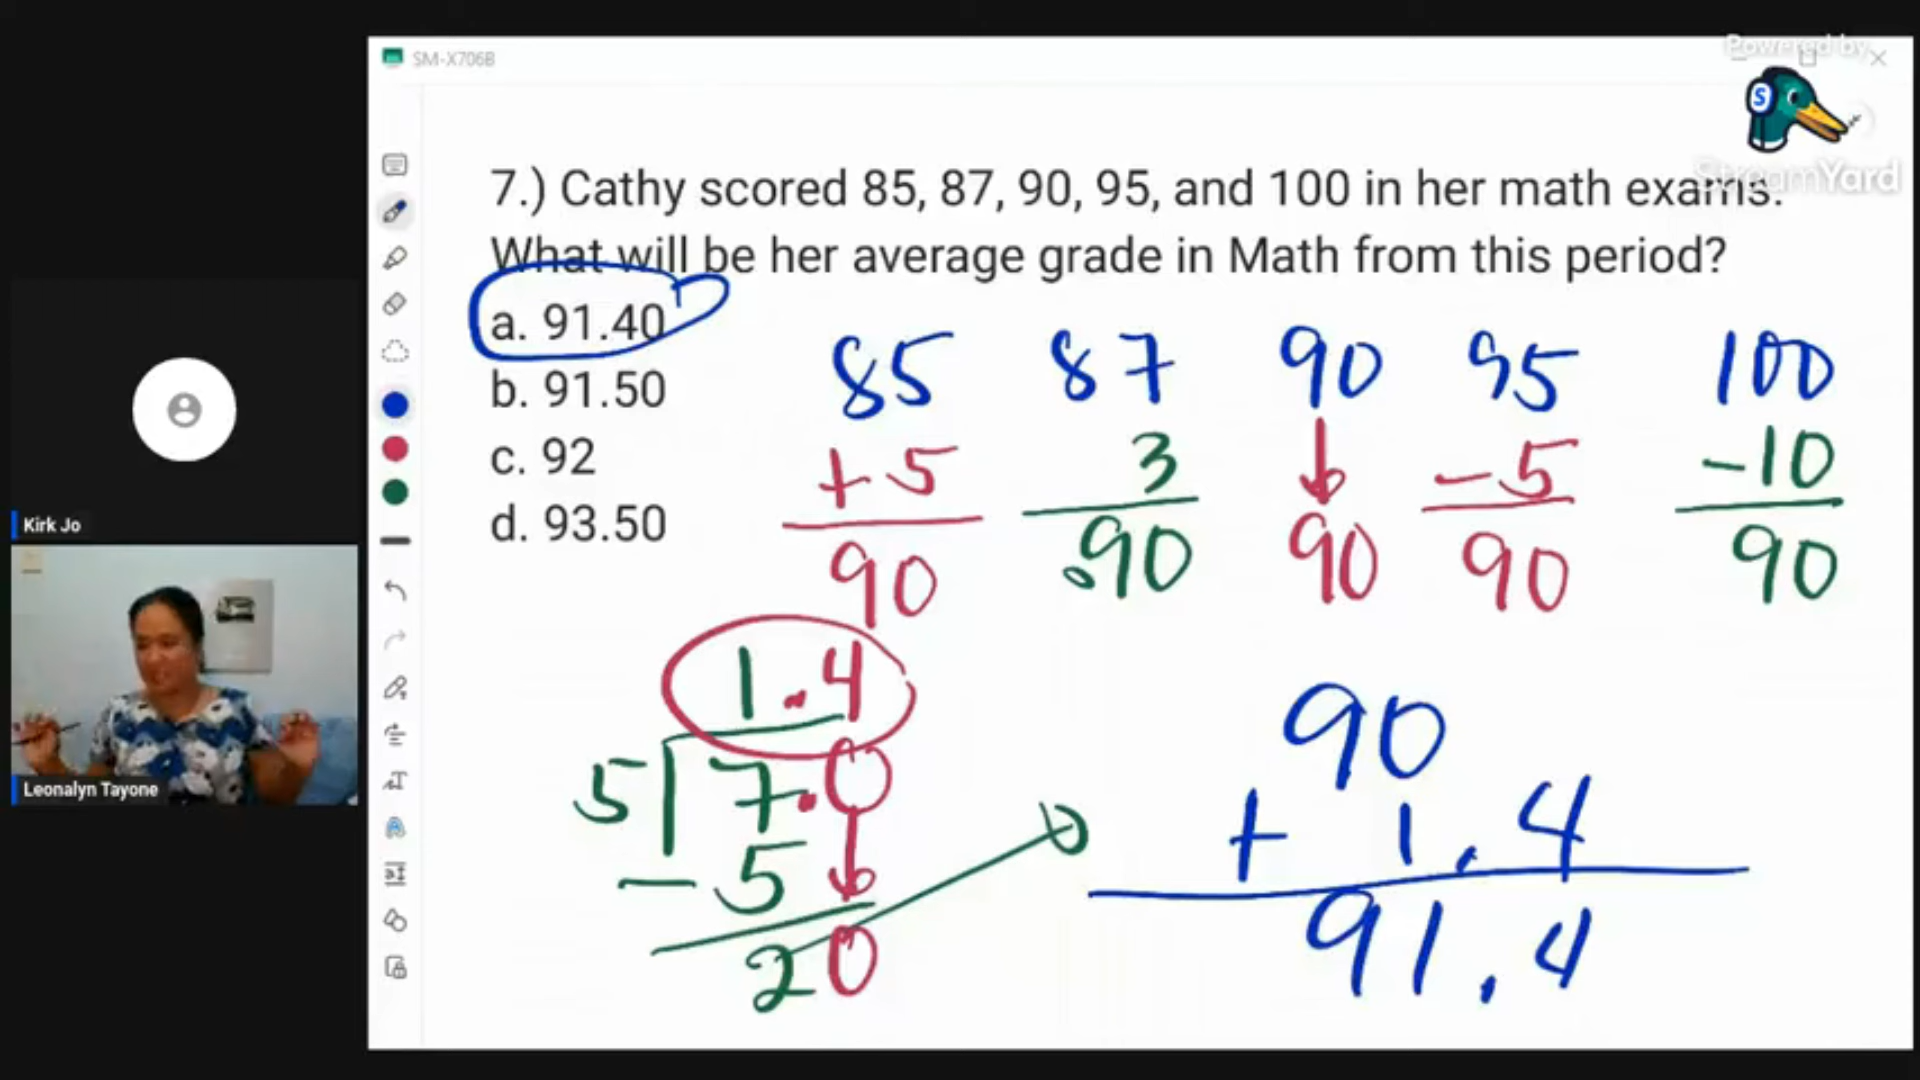 SM-X706B
Powered by
StreamYard
7.) Cathy scored 85, 87, 90, 95, and 100 in her math exams.
What will be her average grade in Math from this period?
a. 91.40
b. 91.50
c. 92
d. 93.50
85 87 90 95 100
+5 3 -5 -10
90 90 90 90 90
1.4
5 7.0
- 5
20
0
90
+ 1.4
91.4
Kirk Jo
Leonalyn Tayone